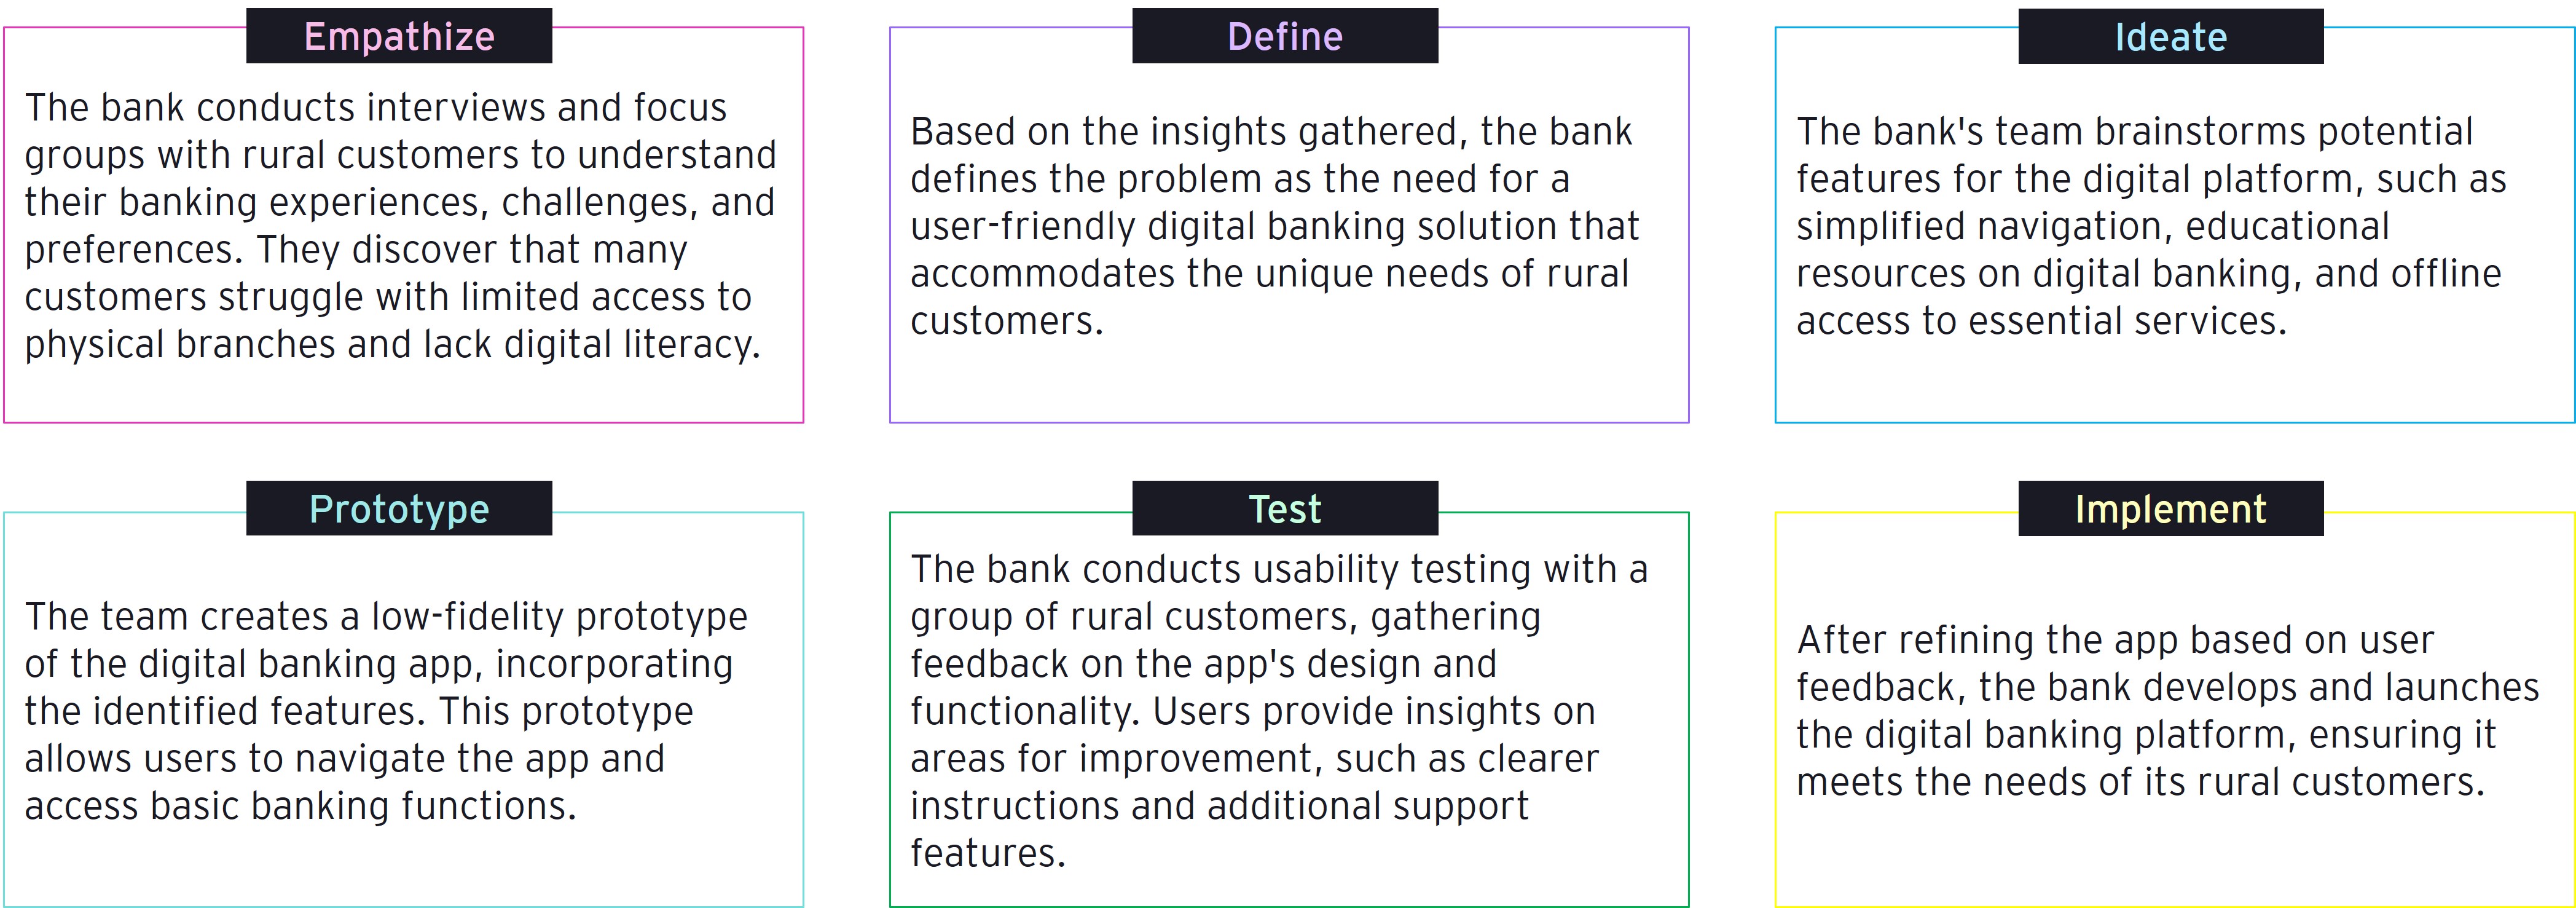 Empathize
The bank conducts interviews and focus
groups with rural customers to understand
their banking experiences, challenges, and
preferences. They discover that many
customers struggle with limited access to
physical branches and lack digital literacy.
Define
Based on the insights gathered, the bank
defines the problem as the need for a
user-friendly digital banking solution that
accommodates the unique needs of rural
customers.
Ideate
The bank's team brainstorms potential
features for the digital platform, such as
simplified navigation, educational
resources on digital banking, and offline
access to essential services.
Prototype
The team creates a low-fidelity prototype
of the digital banking app, incorporating
the identified features. This prototype
allows users to navigate the app and
access basic banking functions.
Test
The bank conducts usability testing with a
group of rural customers, gathering
feedback on the app's design and
functionality. Users provide insights on
areas for improvement, such as clearer
instructions and additional support
features.
Implement
After refining the app based on user
feedback, the bank develops and launches
the digital banking platform, ensuring it
meets the needs of its rural customers.